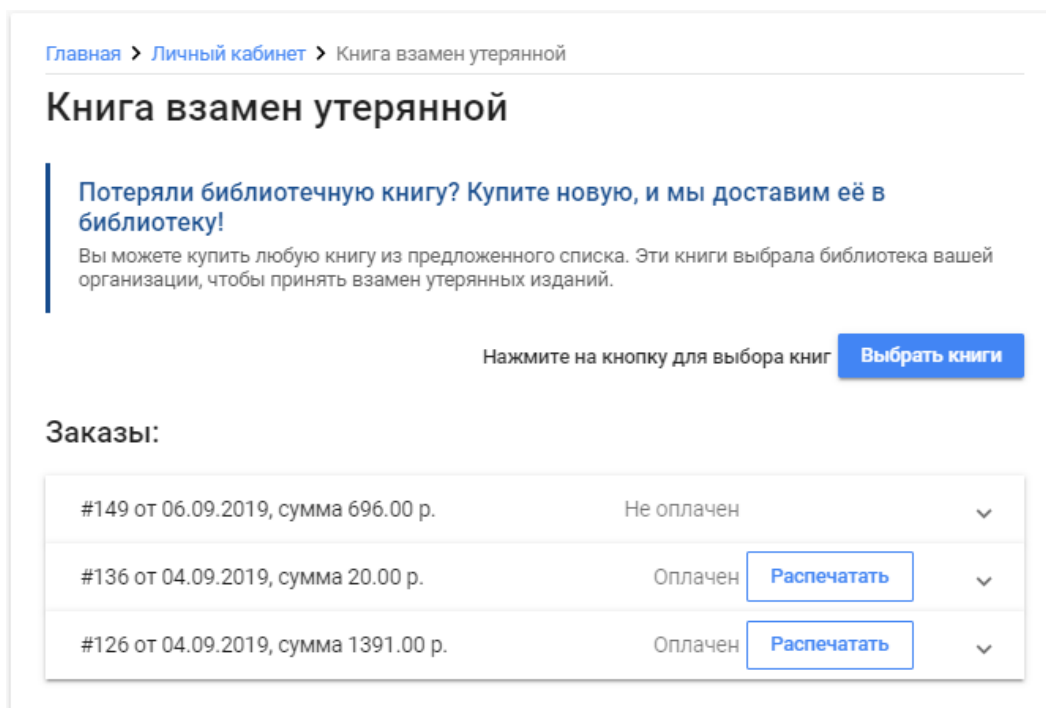 Главная > Личный кабинет > Книга взамен утерянной
Книга взамен утерянной
Потеряли библиотечную книгу? Купите новую, и мы доставим её в
библиотеку!
Вы можете купить любую книгу из предложенного списка. Эти книги выбрала библиотека вашей
организации, чтобы принять взамен утерянных изданий.
Нажмите на кнопку для выбора книг Выбрать книги
Заказы:
#149 от 06.09.2019, сумма 696.00 р. Не оплачен
#136 от 04.09.2019, сумма 20.00 р. Оплачен Распечатать
#126 от 04.09.2019, сумма 1391.00 р. Оплачен Распечатать